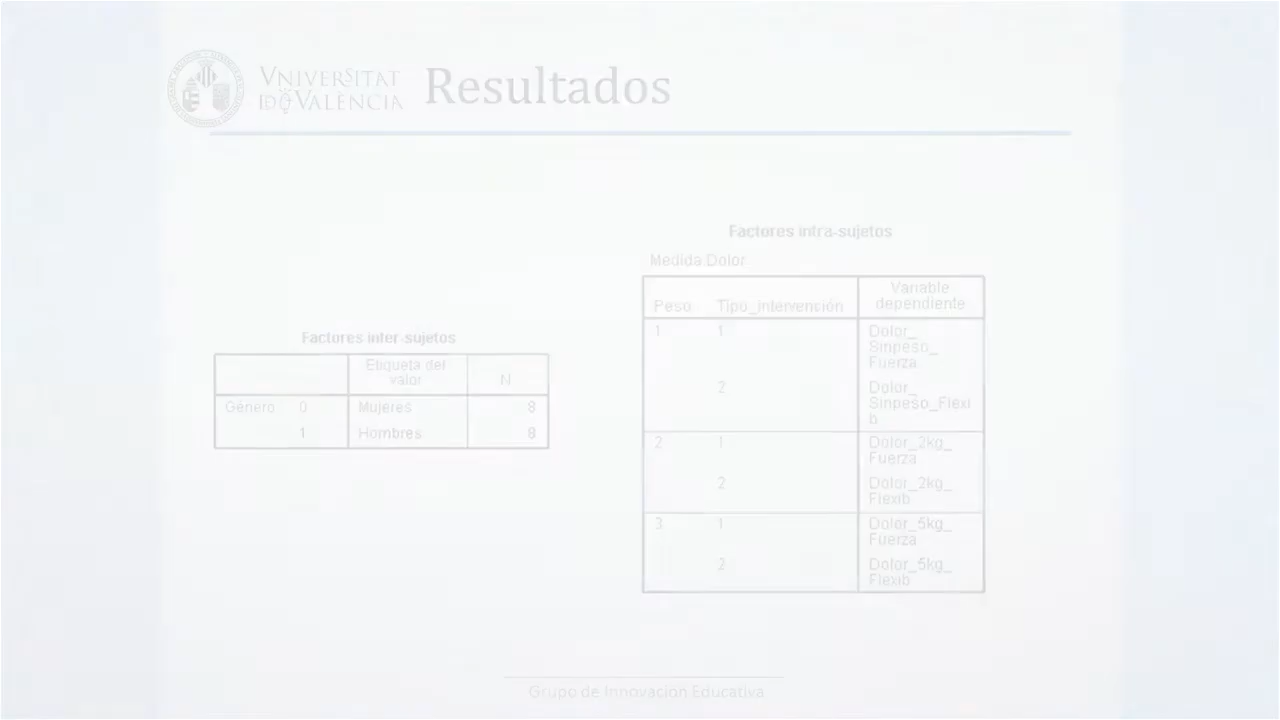 VNIVERSITAT
ID VALÈNCIA
Resultados
Factores inter-sujetos
Etiqueta del
valor
N
Género 0 Mujeres 8
1 Hombres 8
Factores intra-sujetos
Medida:Dolor
Peso Tipo_intervención Variable
dependiente
1 1 Dolor_
Sinpeso_
Fuerza
2 Dolor_
Sinpeso_Flexi
b
2 1 Dolor_2kg_
Fuerza
2 Dolor_2kg_
Flexib
3 1 Dolor_5kg_
Fuerza
2 Dolor_5kg_
Flexib
Grupo de Innovación Educativa